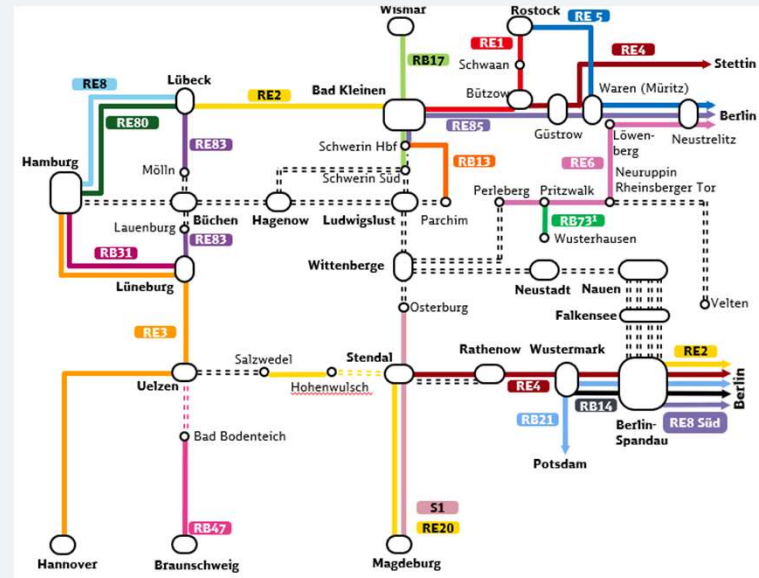 Wismar
Rostock
RE 5
RE1
RE4
RB17
Schwaan
Stettin
RE8
Lübeck
RE2
Bad Kleinen
Bützow
Waren (Müritz)
RE80
RE85
Berlin
Güstrow
Löwen-
berg
Neustrelitz
RE83
Schwerin Hbf
RB13
RE6
Hamburg
Mölln
Schwerin Süd
Neuruppin
Rheinsberger Tor
Perleberg
Pritzwalk
Büchen
Hagenow
Ludwigslust
Parchim
RB73¹
Lauenburg
RE83
Wusterhausen
RB31
Lüneburg
Wittenberge
Neustadt
Nauen
Osterburg
Falkensee
Velten
RE3
Salzwedel
Stendal
Rathenow
Wustermark
RE2
Uelzen
Hohenwulsch
RE4
RB14
Berlin
RB21
Berlin-
Spandau
RE8 Süd
Bad Bodenteich
Potsdam
S1
RB47
RE20
Hannover
Braunschweig
Magdeburg